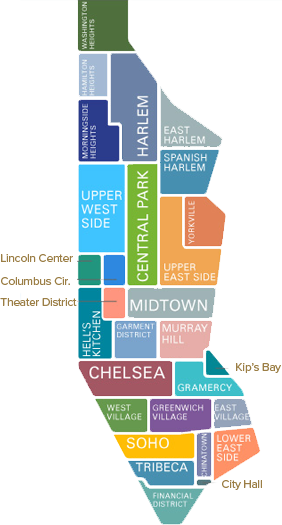 WASHINGTON
HEIGHTS
HAMILTON
HEIGHTS
MORNINGSIDE
HEIGHTS
HARLEM
EAST
HARLEM
SPANISH
HARLEM
UPPER
WEST
SIDE
CENTRAL PARK
YORKVILLE
UPPER
EAST SIDE
Lincoln Center
Columbus Cir.
Theater District
MIDTOWN
HELL'S
KITCHEN
GARMENT
DISTRICT
MURRAY
HILL
CHELSEA
Kip's Bay
GRAMERCY
WEST
VILLAGE
GREENWICH
VILLAGE
EAST
VILLAGE
SOHO
CHINATOWN
LOWER
EAST
SIDE
TRIBECA
City Hall
FINANCIAL
DISTRICT